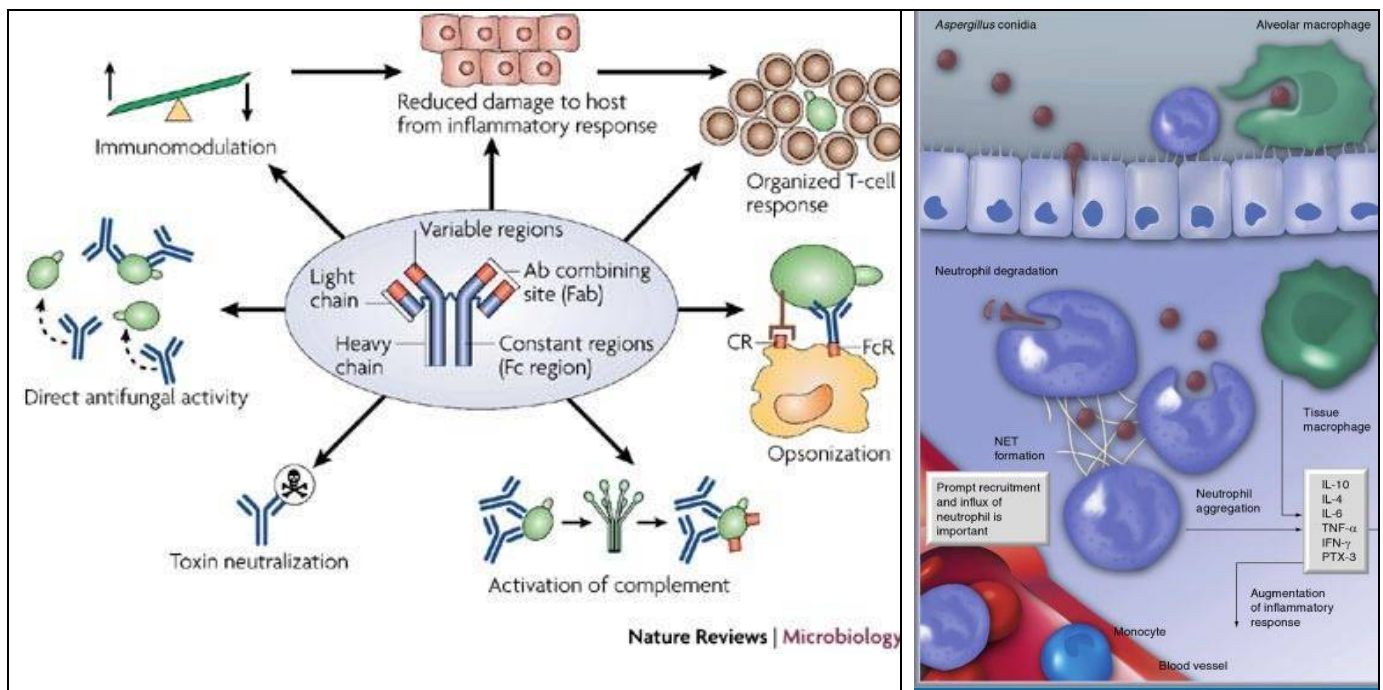 Immunomodulation
Reduced damage to host
from inflammatory response
Organized T-cell
response
Variable regions
Light
chain
Ab combining
site (Fab)
Heavy
chain
Constant regions
(Fc region)
Direct antifungal activity
CR
FcR
Opsonization
Toxin neutralization
Activation of complement
Nature Reviews | Microbiology
Aspergillus conidia
Alveolar macrophage
Neutrophil degradation
Tissue
macrophage
NET
formation
Prompt recruitment
and influx of
neutrophil is
important
Neutrophil
aggregation
IL-10
IL-4
IL-6
TNF-α
IFN-γ
PTX-3
Augmentation
of inflammatory
response
Monocyte
Blood vessel